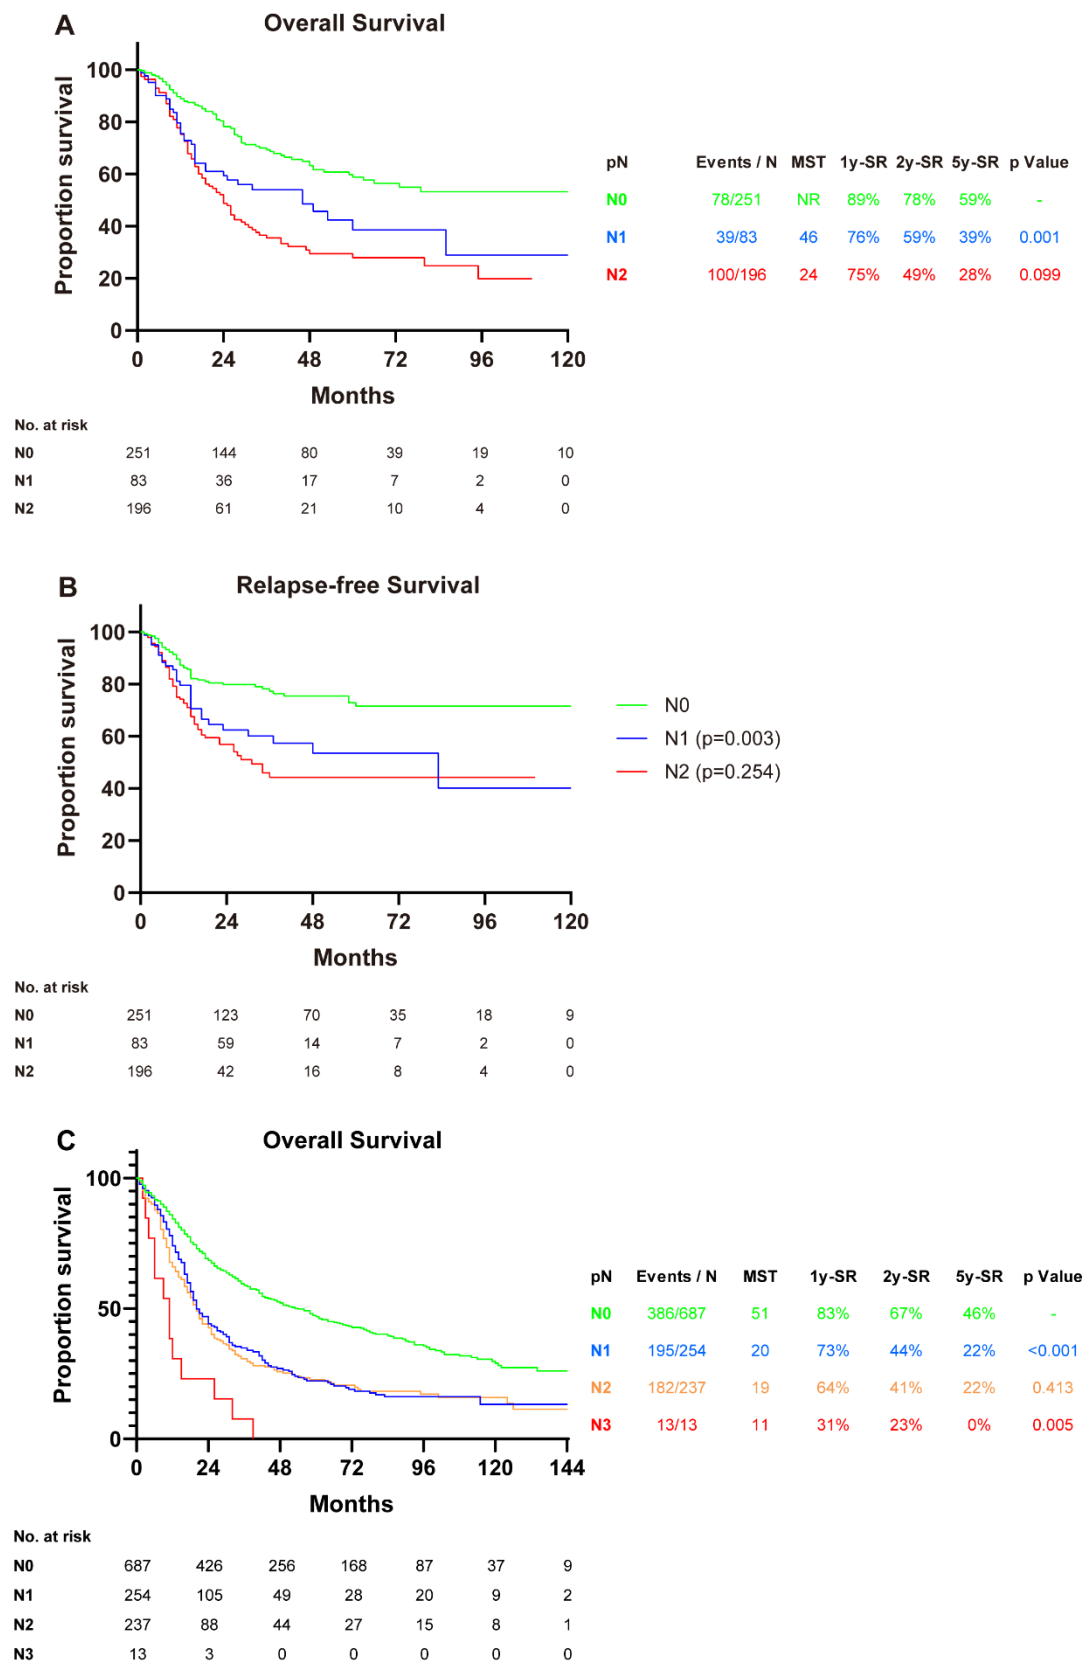 A
Overall Survival
Proportion survival
100
80
60
40
20
0
0 24 48 72 96 120
Months
pN Events / N MST 1y-SR 2y-SR 5y-SR p Value
N0 78/251 NR 89% 78% 59% -
N1 39/83 46 76% 59% 39% 0.001
N2 100/196 24 75% 49% 28% 0.099
No. at risk
N0 251 144 80 39 19 10
N1 83 36 17 7 2 0
N2 196 61 21 10 4 0
B
Relapse-free Survival
Proportion survival
100
80
60
40
20
0
0 24 48 72 96 120
Months
N0
N1 (p=0.003)
N2 (p=0.254)
No. at risk
N0 251 123 70 35 18 9
N1 83 59 14 7 2 0
N2 196 42 16 8 4 0
C
Overall Survival
Proportion survival
100
50
0
0 24 48 72 96 120 144
Months
pN Events / N MST 1y-SR 2y-SR 5y-SR p Value
N0 386/687 51 83% 67% 46% -
N1 195/254 20 73% 44% 22% <0.001
N2 182/237 19 64% 41% 22% 0.413
N3 13/13 11 31% 23% 0% 0.005
No. at risk
N0 687 426 256 168 87 37 9
N1 254 105 49 28 20 9 2
N2 237 88 44 27 15 8 1
N3 13 3 0 0 0 0 0